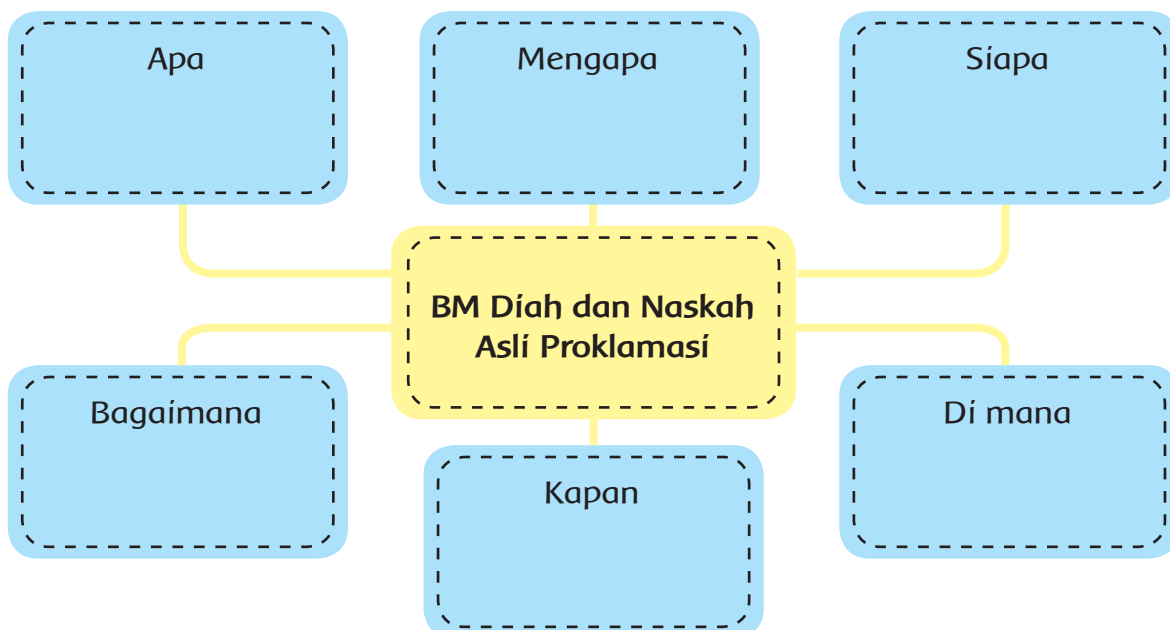 Apa
Mengapa
Siapa
BM Diah dan Naskah
Asli Proklamasi
Bagaimana
Kapan
Di mana